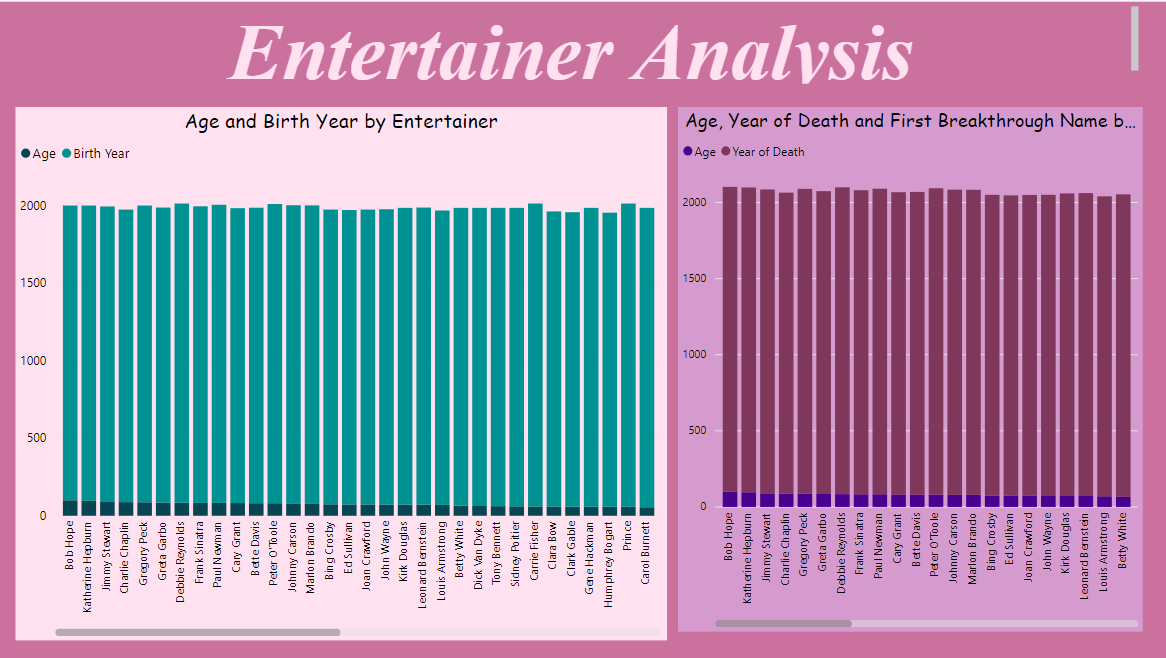 Entertainer Analysis
Age and Birth Year by Entertainer
Age Birth Year
2000
1500
1000
500
0
Bob Hope
Katherine Hepburn
Jimmy Stewart
Charlie Chaplin
Gregory Peck
Greta Garbo
Debbie Reynolds
Frank Sinatra
Paul Newman
Cary Grant
Bette Davis
Peter O'Toole
Johnny Carson
Marlon Brando
Bing Crosby
Ed Sullivan
Joan Crawford
John Wayne
Kirk Douglas
Leonard Bernstein
Louis Armstrong
Betty White
Dick Van Dyke
Tony Bennett
Sidney Poitier
Carrie Fisher
Clara Bow
Clark Gable
Gene Hackman
Humphrey Bogart
Prince
Carol Burnett
Age, Year of Death and First Breakthrough Name b...
Age Year of Death
2000
1500
1000
500
0
Bob Hope
Katherine Hepburn
Jimmy Stewart
Charlie Chaplin
Gregory Peck
Greta Garbo
Debbie Reynolds
Frank Sinatra
Paul Newman
Cary Grant
Bette Davis
Peter O'Toole
Johnny Carson
Marlon Brando
Bing Crosby
Ed Sullivan
Joan Crawford
John Wayne
Kirk Douglas
Leonard Bernstein
Louis Armstrong
Betty White